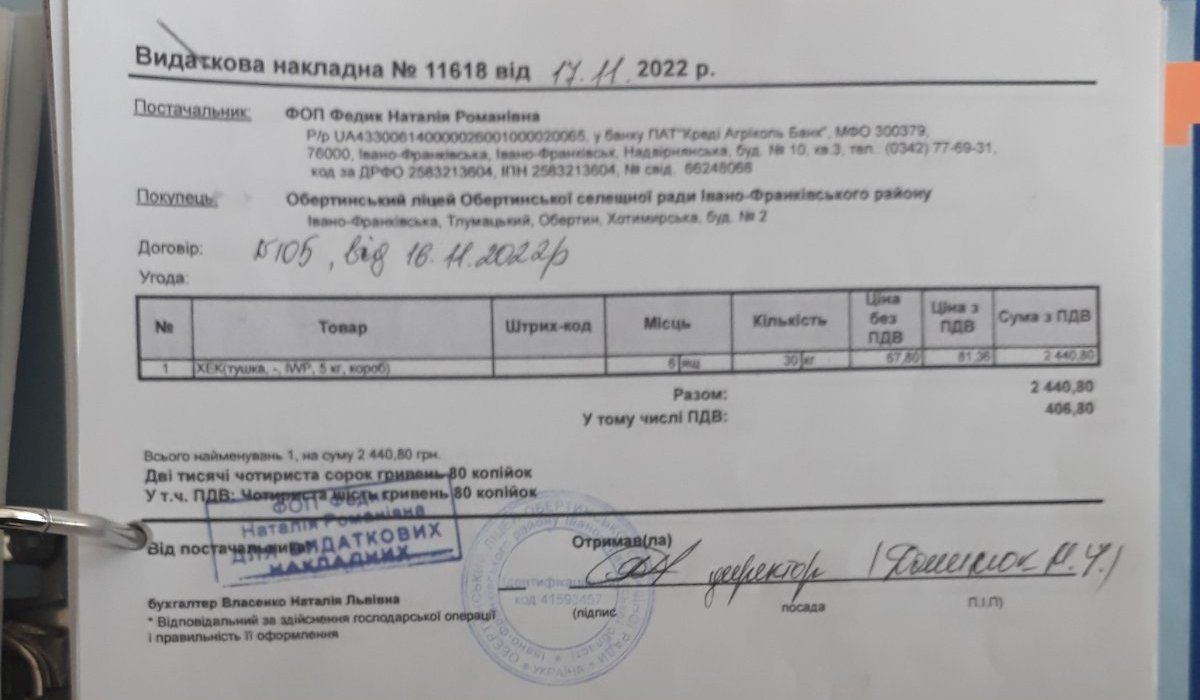 Видаткова накладна № 11618 від 17.11. 2022 р.
Постачальник: ФОП Федик Наталія Романівна
Р/р UA433006140000026001000020065, у банку ПАТ"Креді Агріколь Банк", МФО 300379,
76000, Івано-Франківська, Івано-Франківськ, Надвірнянська, буд. № 10, кв.3, тел.: (0342) 77-69-31,
код за ДРФО 2583213604, ІПН 2583213604, № свід. 66248068
Покупець: Обертинський ліцей Обертинської селещної ради Івано-Франківського району
Івано-Франківська, Тлумацький, Обертин, Хотимирська, буд. № 2
Договір: №105, від 16.11.2022р
Угода:
№ Товар Штрих-код Місць Кількість Ціна без ПДВ Ціна з ПДВ Сума з ПДВ
1 ХЕК(тушка, -, IWP, 5 кг, короб) 6 ящ 30 кг 67,80 81,36 2 440,80
Разом: 2 440,80
У тому числі ПДВ: 406,80
Всього найменувань 1, на суму 2 440,80 грн.
Дві тисячі чотириста сорок гривень 80 копійок
У т.ч. ПДВ: Чотириста шість гривень 80 копійок
ФОП Федик
Наталія Романівна
ДЛЯ ВИДАТКОВИХ
НАКЛАДНИХ
Від постачальника*
Отримав(ла) директор
посада
(підпис
П.І.П)
Ідентифікац
код 41593457
УКРАЇНА
бухгалтер Власенко Наталія Львівна
* Відповідальний за здійснення господарської операції
і правильність її оформлення